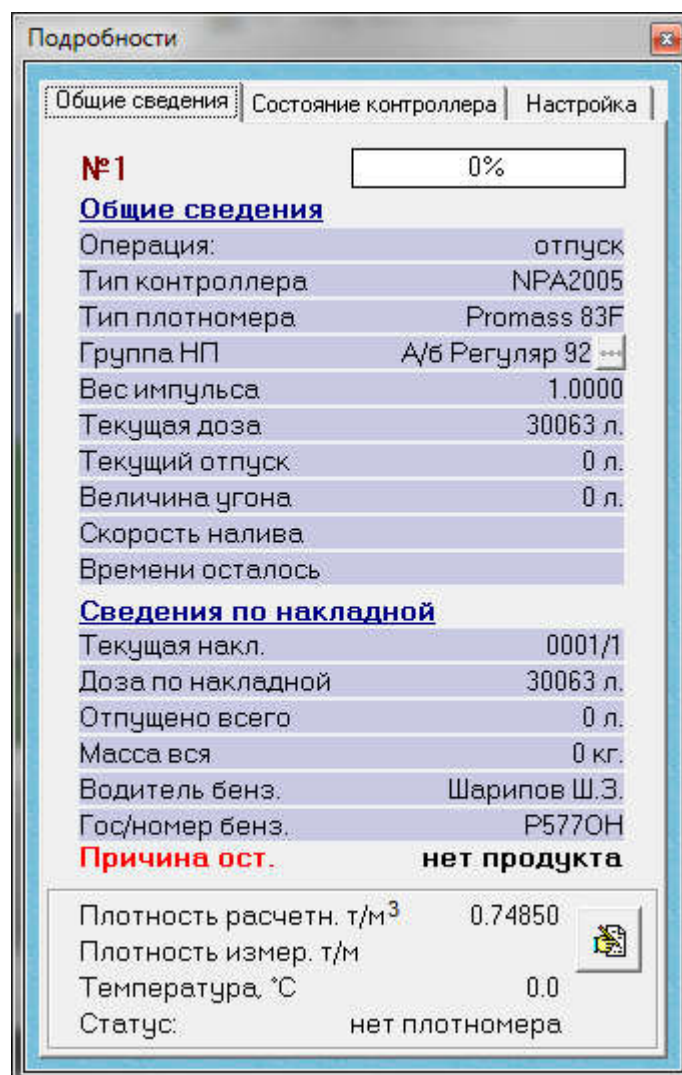 Подробности
Общие сведения Состояние контроллера Настройка
№1 0%
Общие сведения
Операция: отпуск
Тип контроллера NPA2005
Тип плотномера Promass 83F
Группа НП А/б Регуляр 92 ...
Вес импульса 1.0000
Текущая доза 30063 л.
Текущий отпуск 0 л.
Величина угона 0 л.
Скорость налива
Времени осталось
Сведения по накладной
Текущая накл. 0001/1
Доза по накладной 30063 л.
Отпущено всего 0 л.
Масса вся 0 кг.
Водитель бенз. Шарипов Ш.З.
Гос/номер бенз. Р577ОН
Причина ост. нет продукта
Плотность расчетн. т/м³ 0.74850
Плотность измер. т/м
Температура, °С 0.0
Статус: нет плотномера